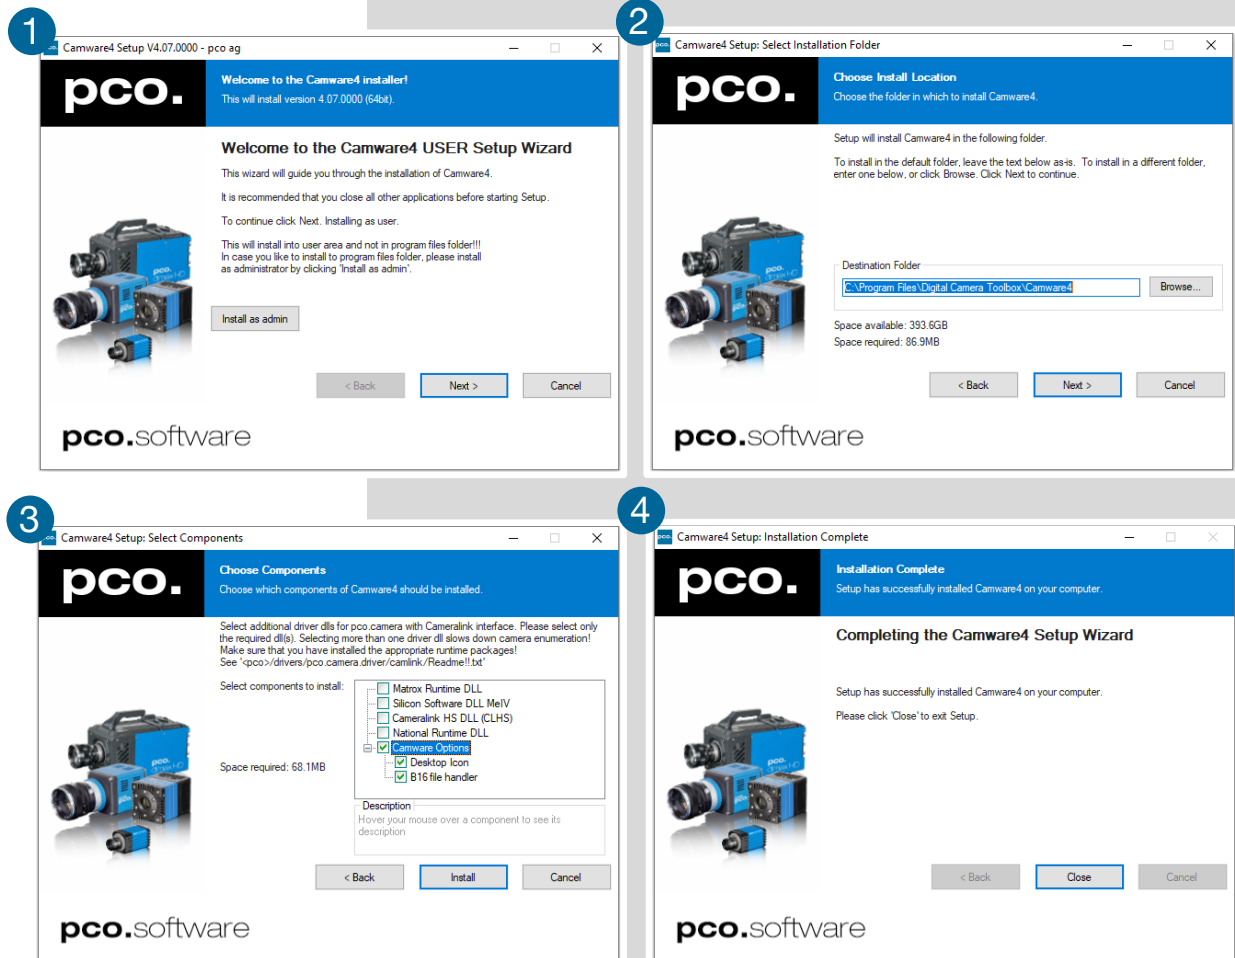 1
pco. Camware4 Setup V4.07.0000 - pco ag
pco.
Welcome to the Camware4 installer!
This will install version 4.07.0000 (64bit).
Welcome to the Camware4 USER Setup Wizard
This wizard will guide you through the installation of Camware4.
It is recommended that you close all other applications before starting Setup.
To continue click Next. Installing as user.
This will install into user area and not in program files folder!!!
In case you like to install to program files folder, please install
as administrator by clicking 'Install as admin'.
Install as admin
< Back Next > Cancel
pco.software
2
pco. Camware4 Setup: Select Installation Folder
pco.
Choose Install Location
Choose the folder in which to install Camware4.
Setup will install Camware4 in the following folder.
To install in the default folder, leave the text below as-is. To install in a different folder,
enter one below, or click Browse. Click Next to continue.
Destination Folder
C:\Program Files\Digital Camera Toolbox\Camware4 Browse...
Space available: 393.6GB
Space required: 86.9MB
< Back Next > Cancel
pco.software
3
pco. Camware4 Setup: Select Components
pco.
Choose Components
Choose which components of Camware4 should be installed.
Select additional driver dlls for pco.camera with Cameralink interface. Please select only
the required dll(s). Selecting more than one driver dll slows down camera enumeration!
Make sure that you have installed the appropriate runtime packages!
See '<pco>/drivers/pco.camera.driver/camlink/Readme!!.txt'
Select components to install:
Matrox Runtime DLL
Silicon Software DLL MeIV
Cameralink HS DLL (CLHS)
National Runtime DLL
Camware Options
Desktop Icon
B16 file handler
Space required: 68.1MB
Description
Hover your mouse over a component to see its
description
< Back Install Cancel
pco.software
4
pco. Camware4 Setup: Installation Complete
pco.
Installation Complete
Setup has successfully installed Camware4 on your computer.
Completing the Camware4 Setup Wizard
Setup has successfully installed Camware4 on your computer.
Please click 'Close' to exit Setup.
< Back Close Cancel
pco.software